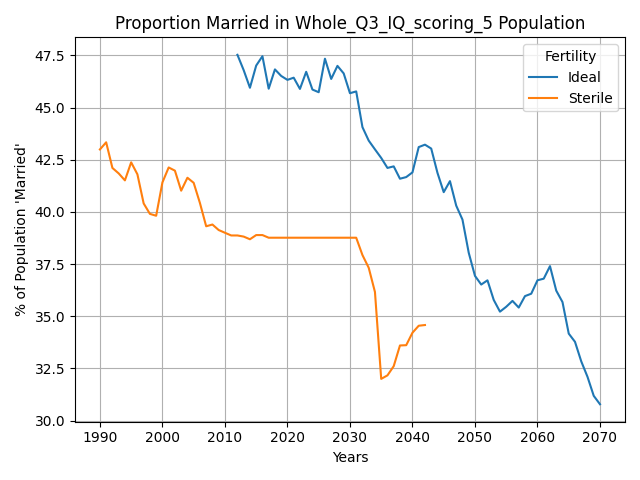 Proportion Married in Whole_Q3_IQ_scoring_5 Population
% of Population 'Married'
47.5
45.0
42.5
40.0
37.5
35.0
32.5
30.0
Fertility
Ideal
Sterile
1990 2000 2010 2020 2030 2040 2050 2060 2070
Years